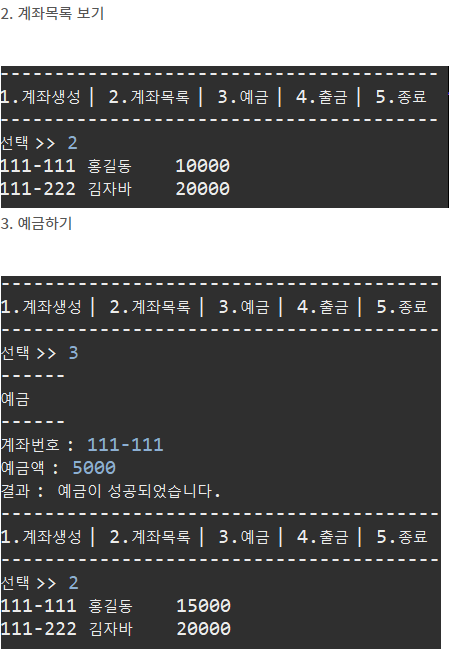 2. 계좌목록 보기
-------------------------------------------
1.계좌생성 | 2.계좌목록 | 3.예금 | 4.출금 | 5.종료
-------------------------------------------
선택 >> 2
111-111 홍길동 10000
111-222 김자바 20000
3. 예금하기
-------------------------------------------
1.계좌생성 | 2.계좌목록 | 3.예금 | 4.출금 | 5.종료
-------------------------------------------
선택 >> 3
------
예금
------
계좌번호 : 111-111
예금액 : 5000
결과 : 예금이 성공되었습니다.
-------------------------------------------
1.계좌생성 | 2.계좌목록 | 3.예금 | 4.출금 | 5.종료
-------------------------------------------
선택 >> 2
111-111 홍길동 15000
111-222 김자바 20000